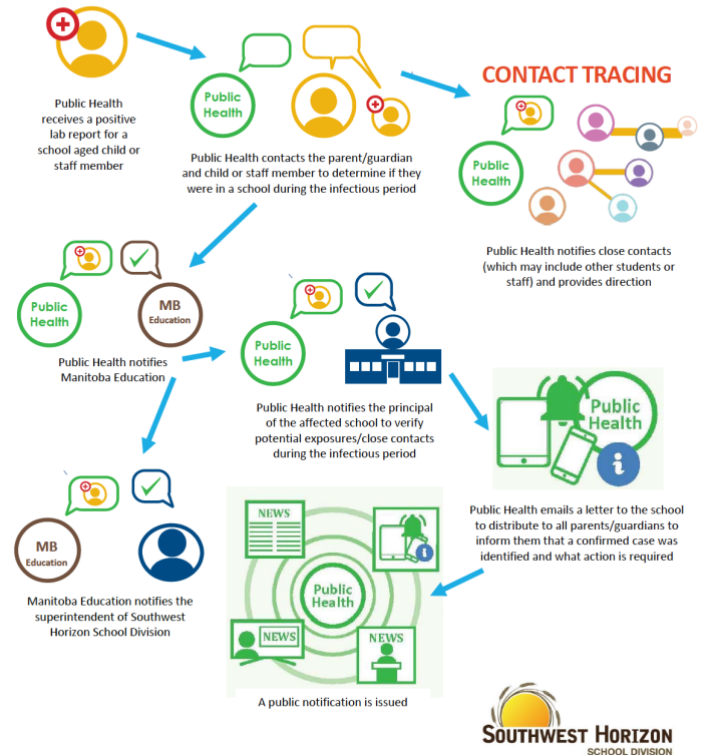 Public Health
receives a positive
lab report for a
school aged child or
staff member
Public
Health
Public Health contacts the parent/guardian
and child or staff member to determine if they
were in a school during the infectious period
CONTACT TRACING
Public
Health
Public Health notifies close contacts
(which may include other students or
staff) and provides direction
Public
Health
MB
Education
Public Health notifies
Manitoba Education
Public
Health
Public Health notifies the principal
of the affected school to verify
potential exposures/close contacts
during the infectious period
Public
Health
i
Public Health emails a letter to the school
to distribute to all parents/guardians to
inform them that a confirmed case was
identified and what action is required
MB
Education
Manitoba Education notifies the
superintendent of Southwest
Horizon School Division
NEWS
i
Public
Health
NEWS
NEWS
A public notification is issued
SOUTHWEST HORIZON
SCHOOL DIVISION